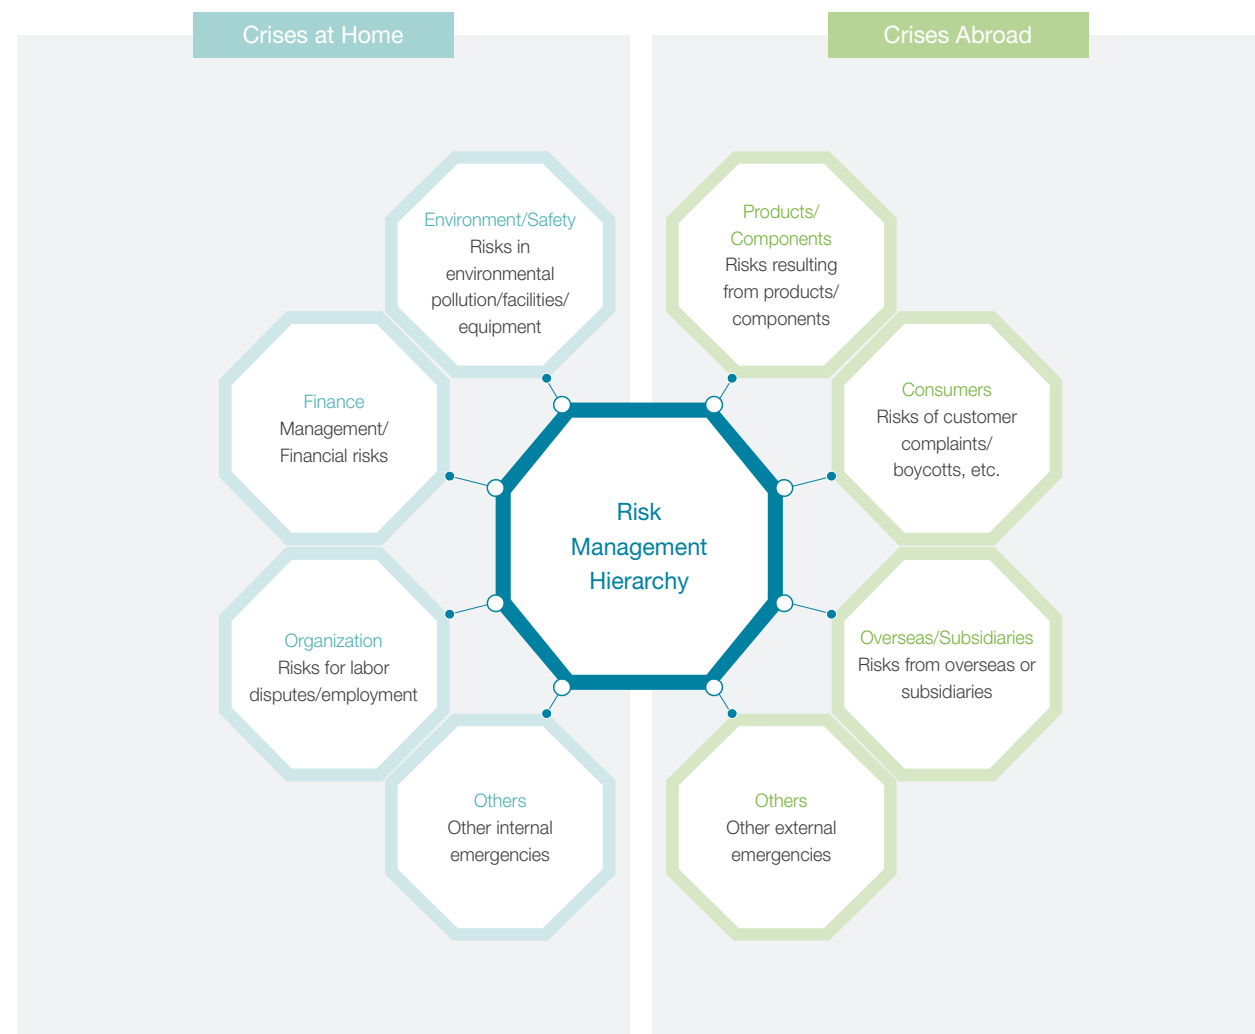 Crises at Home
Environment/Safety
Risks in
environmental
pollution/facilities/
equipment
Finance
Management/
Financial risks
Organization
Risks for labor
disputes/employment
Others
Other internal
emergencies
Risk
Management
Hierarchy
Crises Abroad
Products/
Components
Risks resulting
from products/
components
Consumers
Risks of customer
complaints/
boycotts, etc.
Overseas/Subsidiaries
Risks from overseas or
subsidiaries
Others
Other external
emergencies